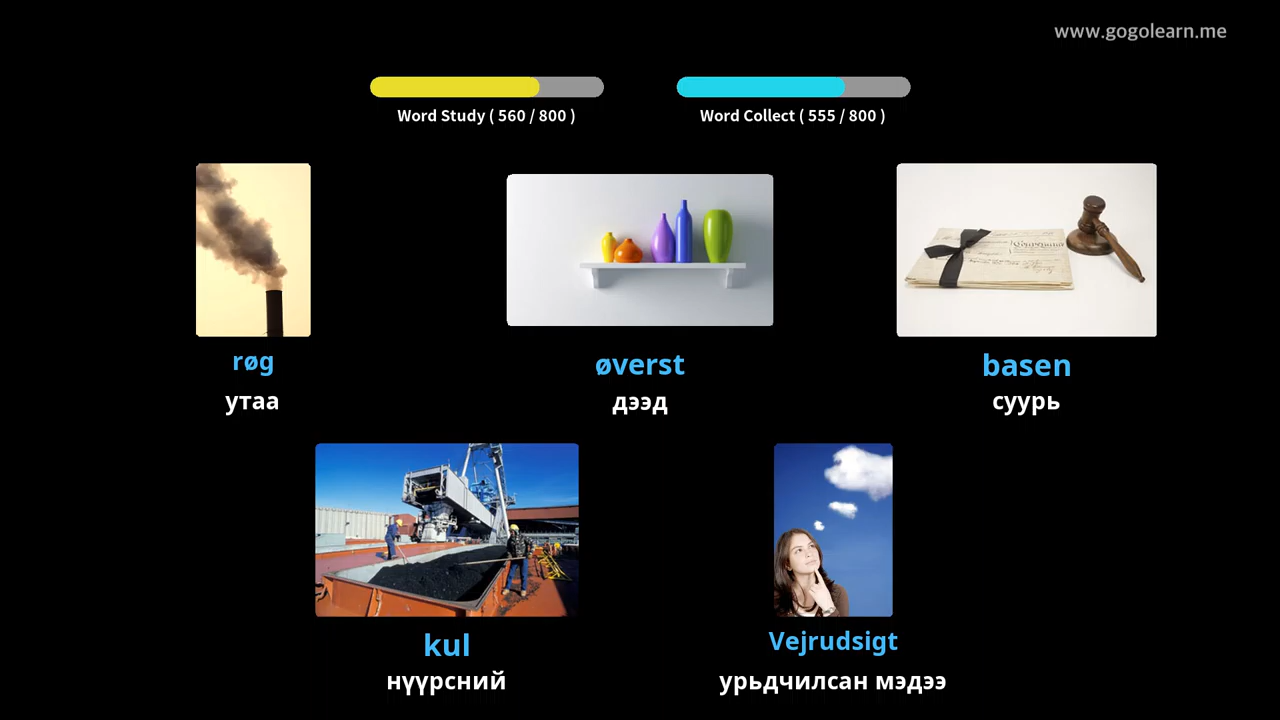 www.gogolearn.me
Word Study ( 560 / 800 )
Word Collect ( 555 / 800 )
røg
утаа
øverst
дээд
basen
суурь
kul
нүүрсний
Vejrudsigt
урьдчилсан мэдээ